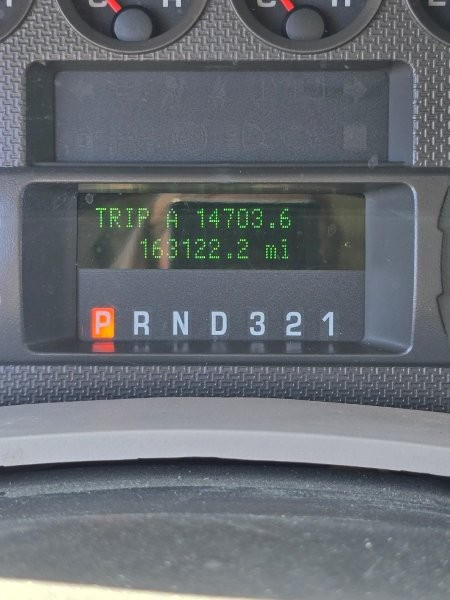 C H C H
TRIP A 14703.6
163122.2 mi
P R N D 3 2 1